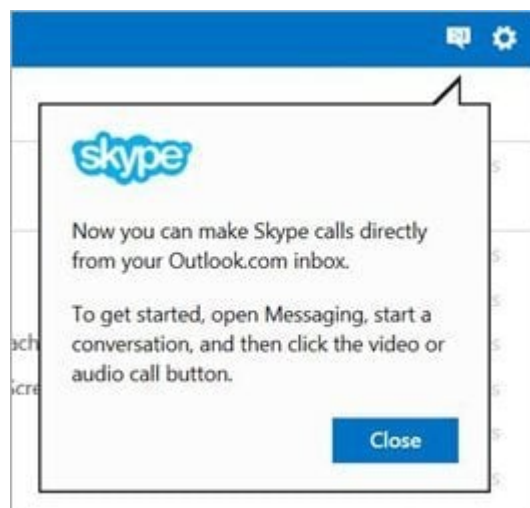 skype
Now you can make Skype calls directly
from your Outlook.com inbox.
To get started, open Messaging, start a
conversation, and then click the video or
audio call button.
Close